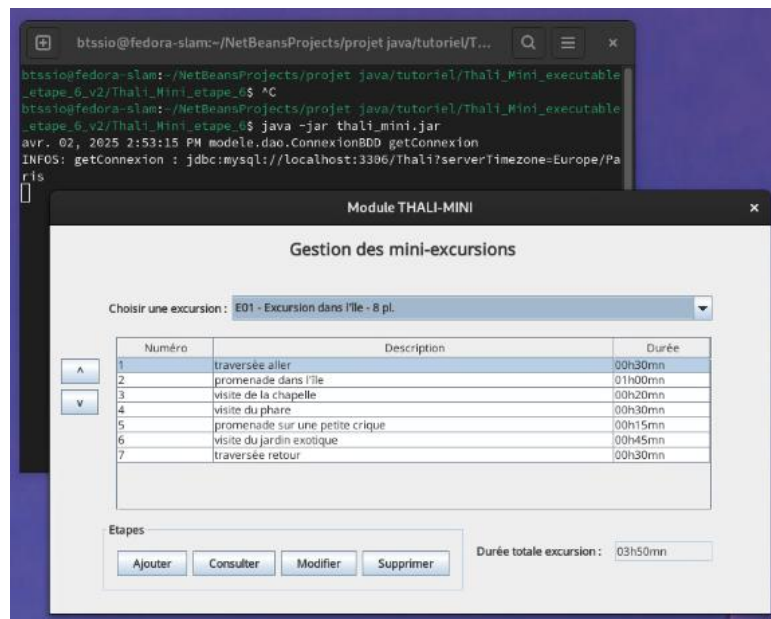 btssio@fedora-slam:~/NetBeansProjects/projet java/tutoriel/T...
btssio@fedora-slam:~/NetBeansProjects/projet java/tutoriel/Thali_Mini_executable
_etape_6_v2/Thali_Mini_etape_6$ ^C
btssio@fedora-slam:~/NetBeansProjects/projet java/tutoriel/Thali_Mini_executable
_etape_6_v2/Thali_Mini_etape_6$ java -jar thali_mini.jar
avr. 02, 2025 2:53:15 PM modele.dao.ConnexionBDD getConnexion
INFOS: getConnexion : jdbc:mysql://localhost:3306/Thali?serverTimezone=Europe/Pa
ris
Module THALI-MINI
Gestion des mini-excursions
Choisir une excursion : E01 - Excursion dans l'île - 8 pl.
Numéro Description Durée
1 traversée aller 00h30mn
2 promenade dans l'île 01h00mn
3 visite de la chapelle 00h20mn
4 visite du phare 00h30mn
5 promenade sur une petite crique 00h15mn
6 visite du jardin exotique 00h45mn
7 traversée retour 00h30mn
^
v
Etapes
Ajouter Consulter Modifier Supprimer
Durée totale excursion : 03h50mn